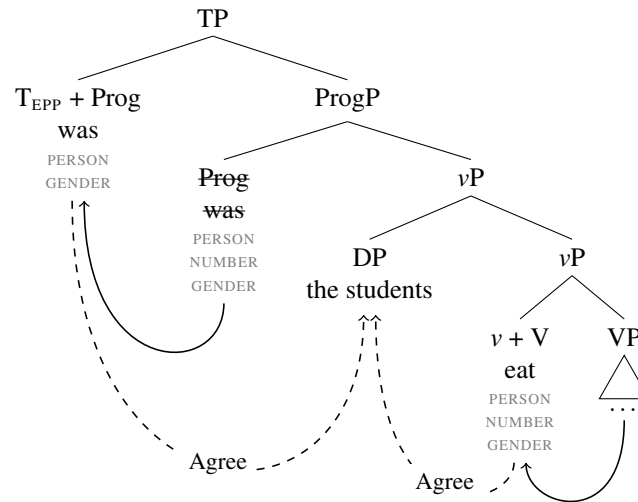 TP
T_EPP + Prog
was
PERSON
GENDER
ProgP
Prog
was
PERSON
NUMBER
GENDER
vP
DP
the students
vP
v + V
eat
PERSON
NUMBER
GENDER
VP
...
Agree
Agree